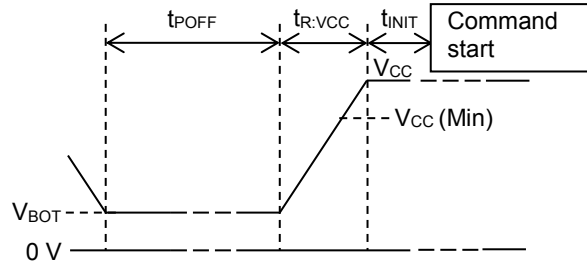 tPOFF
tR:VCC
tINIT
Command
start
VCC
VCC (Min)
VBOT
0 V